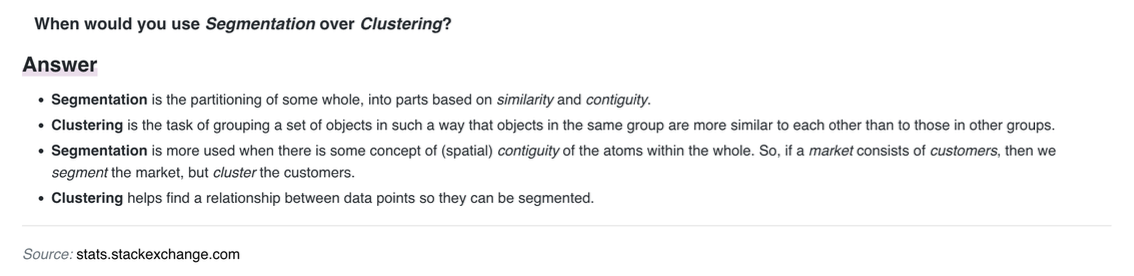 When would you use Segmentation over Clustering?
Answer
• Segmentation is the partitioning of some whole, into parts based on similarity and contiguity.
• Clustering is the task of grouping a set of objects in such a way that objects in the same group are more similar to each other than to those in other groups.
• Segmentation is more used when there is some concept of (spatial) contiguity of the atoms within the whole. So, if a market consists of customers, then we
segment the market, but cluster the customers.
• Clustering helps find a relationship between data points so they can be segmented.
Source: stats.stackexchange.com